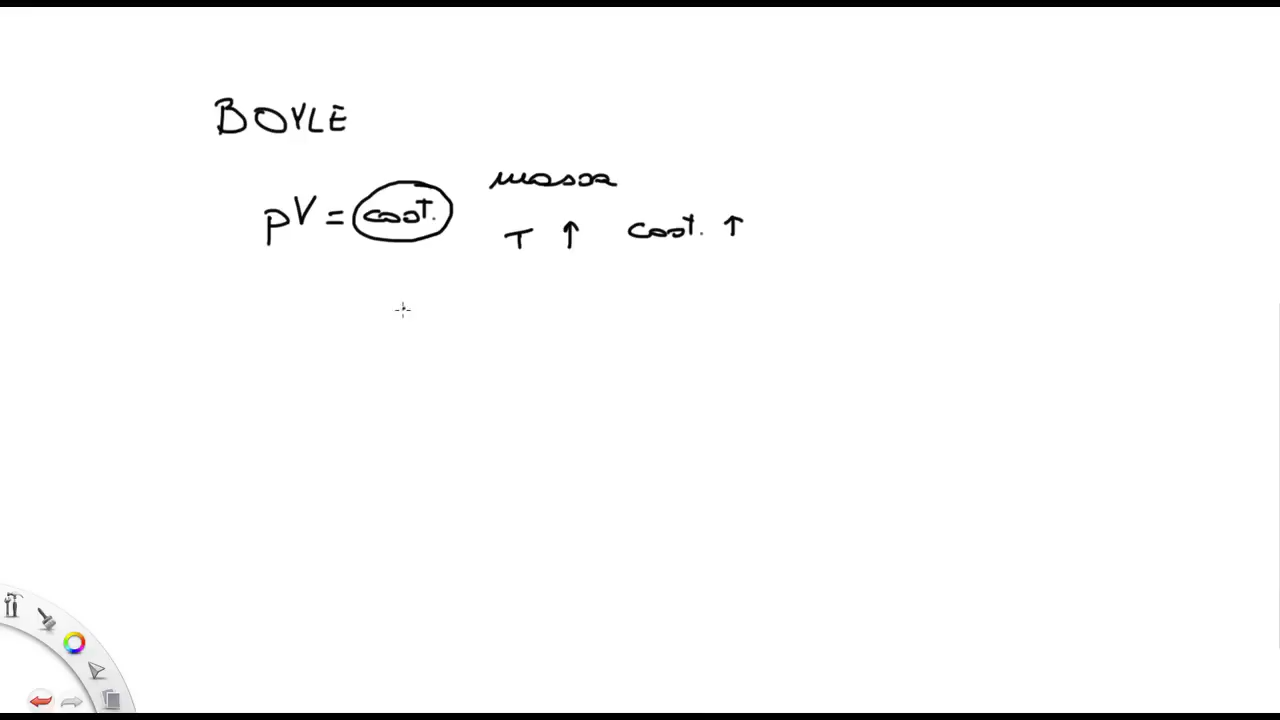 BOYLE
massa
pV = cost.
T ↑ cost. ↑